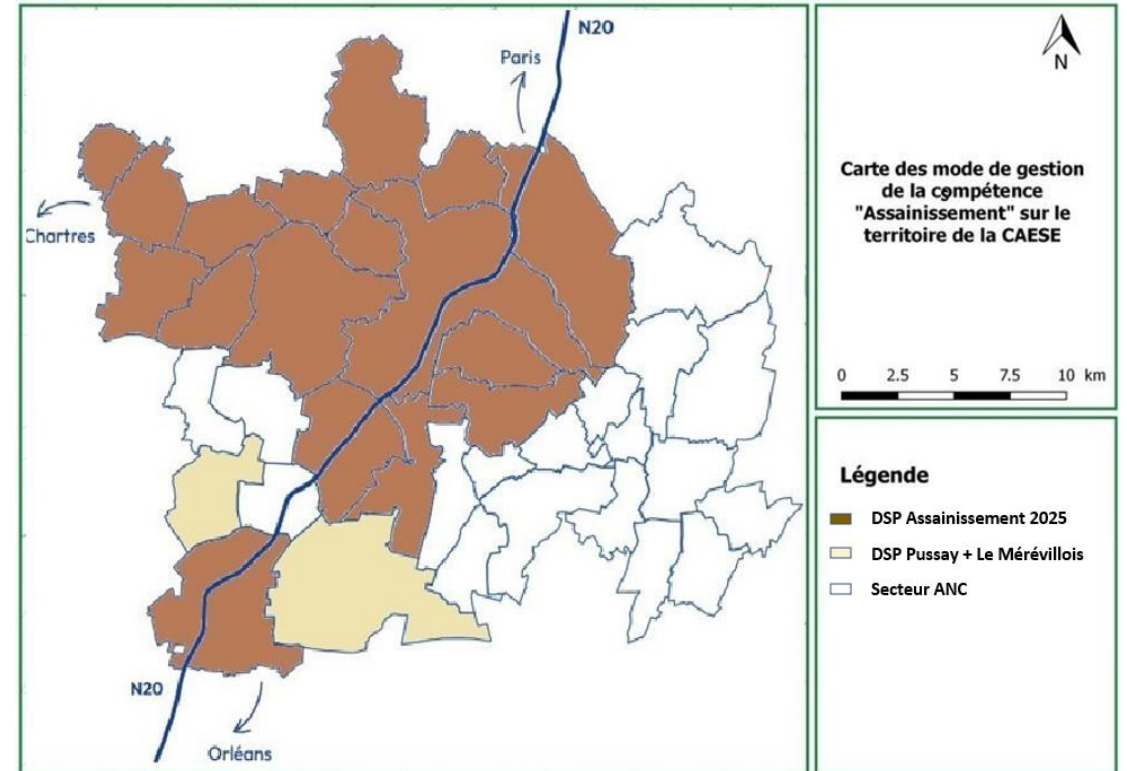 N20
Paris
Chartres
N20
Orléans
N
Carte des mode de gestion
de la compétence
"Assainissement" sur le
territoire de la CAESE
0 2.5 5 7.5 10 km
Légende
DSP Assainissement 2025
DSP Pussay + Le Mérévillois
Secteur ANC